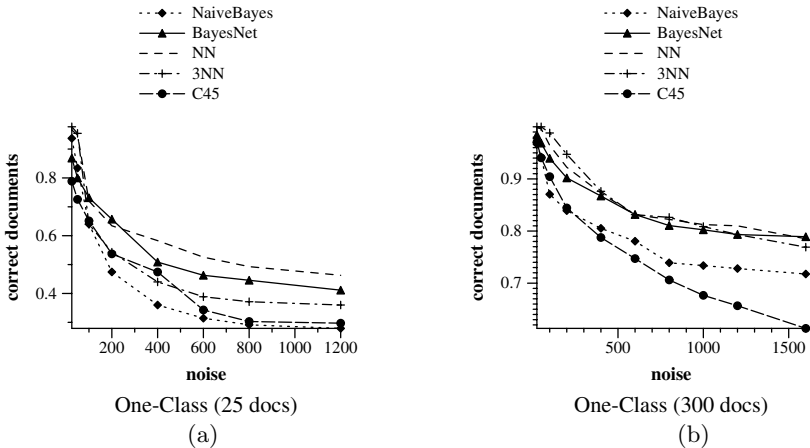 NaiveBayes
BayesNet
NN
3NN
C45
correct documents
0.8
0.6
0.4
200 400 600 800 1000 1200
noise
One-Class (25 docs)
(a)
NaiveBayes
BayesNet
NN
3NN
C45
correct documents
0.9
0.8
0.7
500 1000 1500
noise
One-Class (300 docs)
(b)